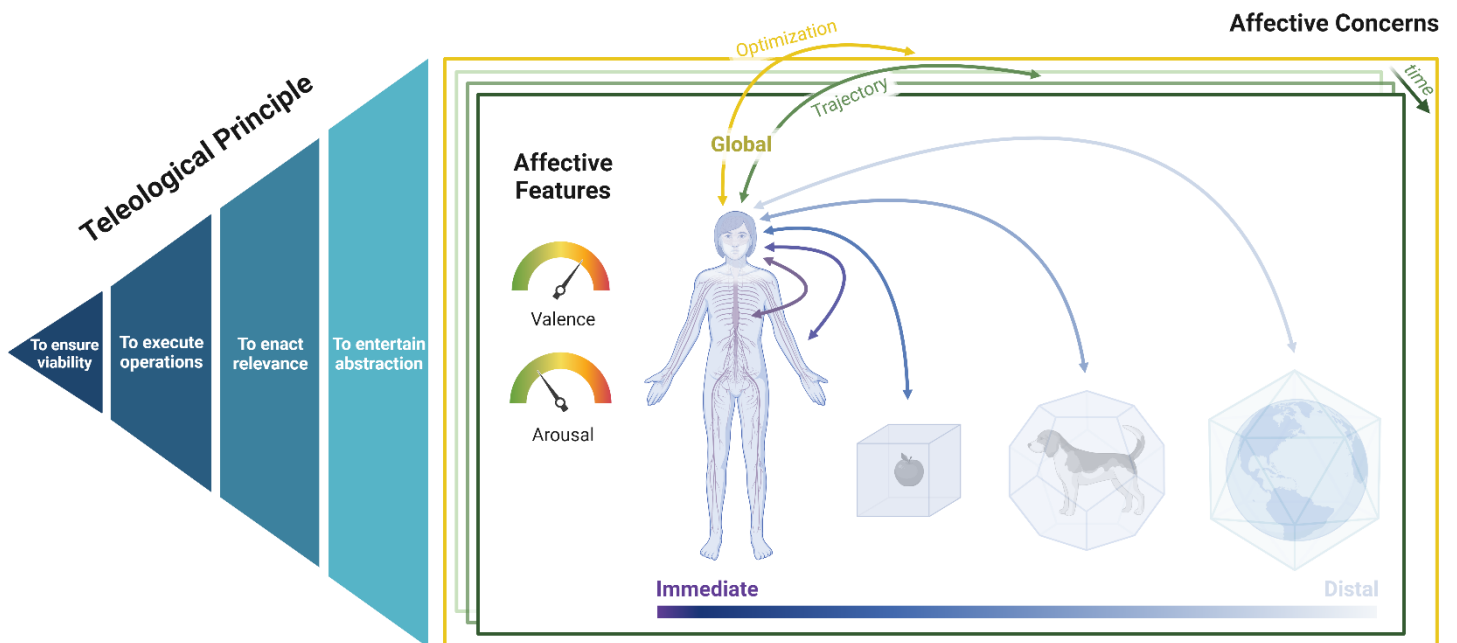 Affective Concerns
Optimization
time
Trajectory
Teleological Principle
Global
Affective
Features
Valence
Arousal
To ensure
viability
To execute
operations
To enact
relevance
To entertain
abstraction
Immediate
Distal